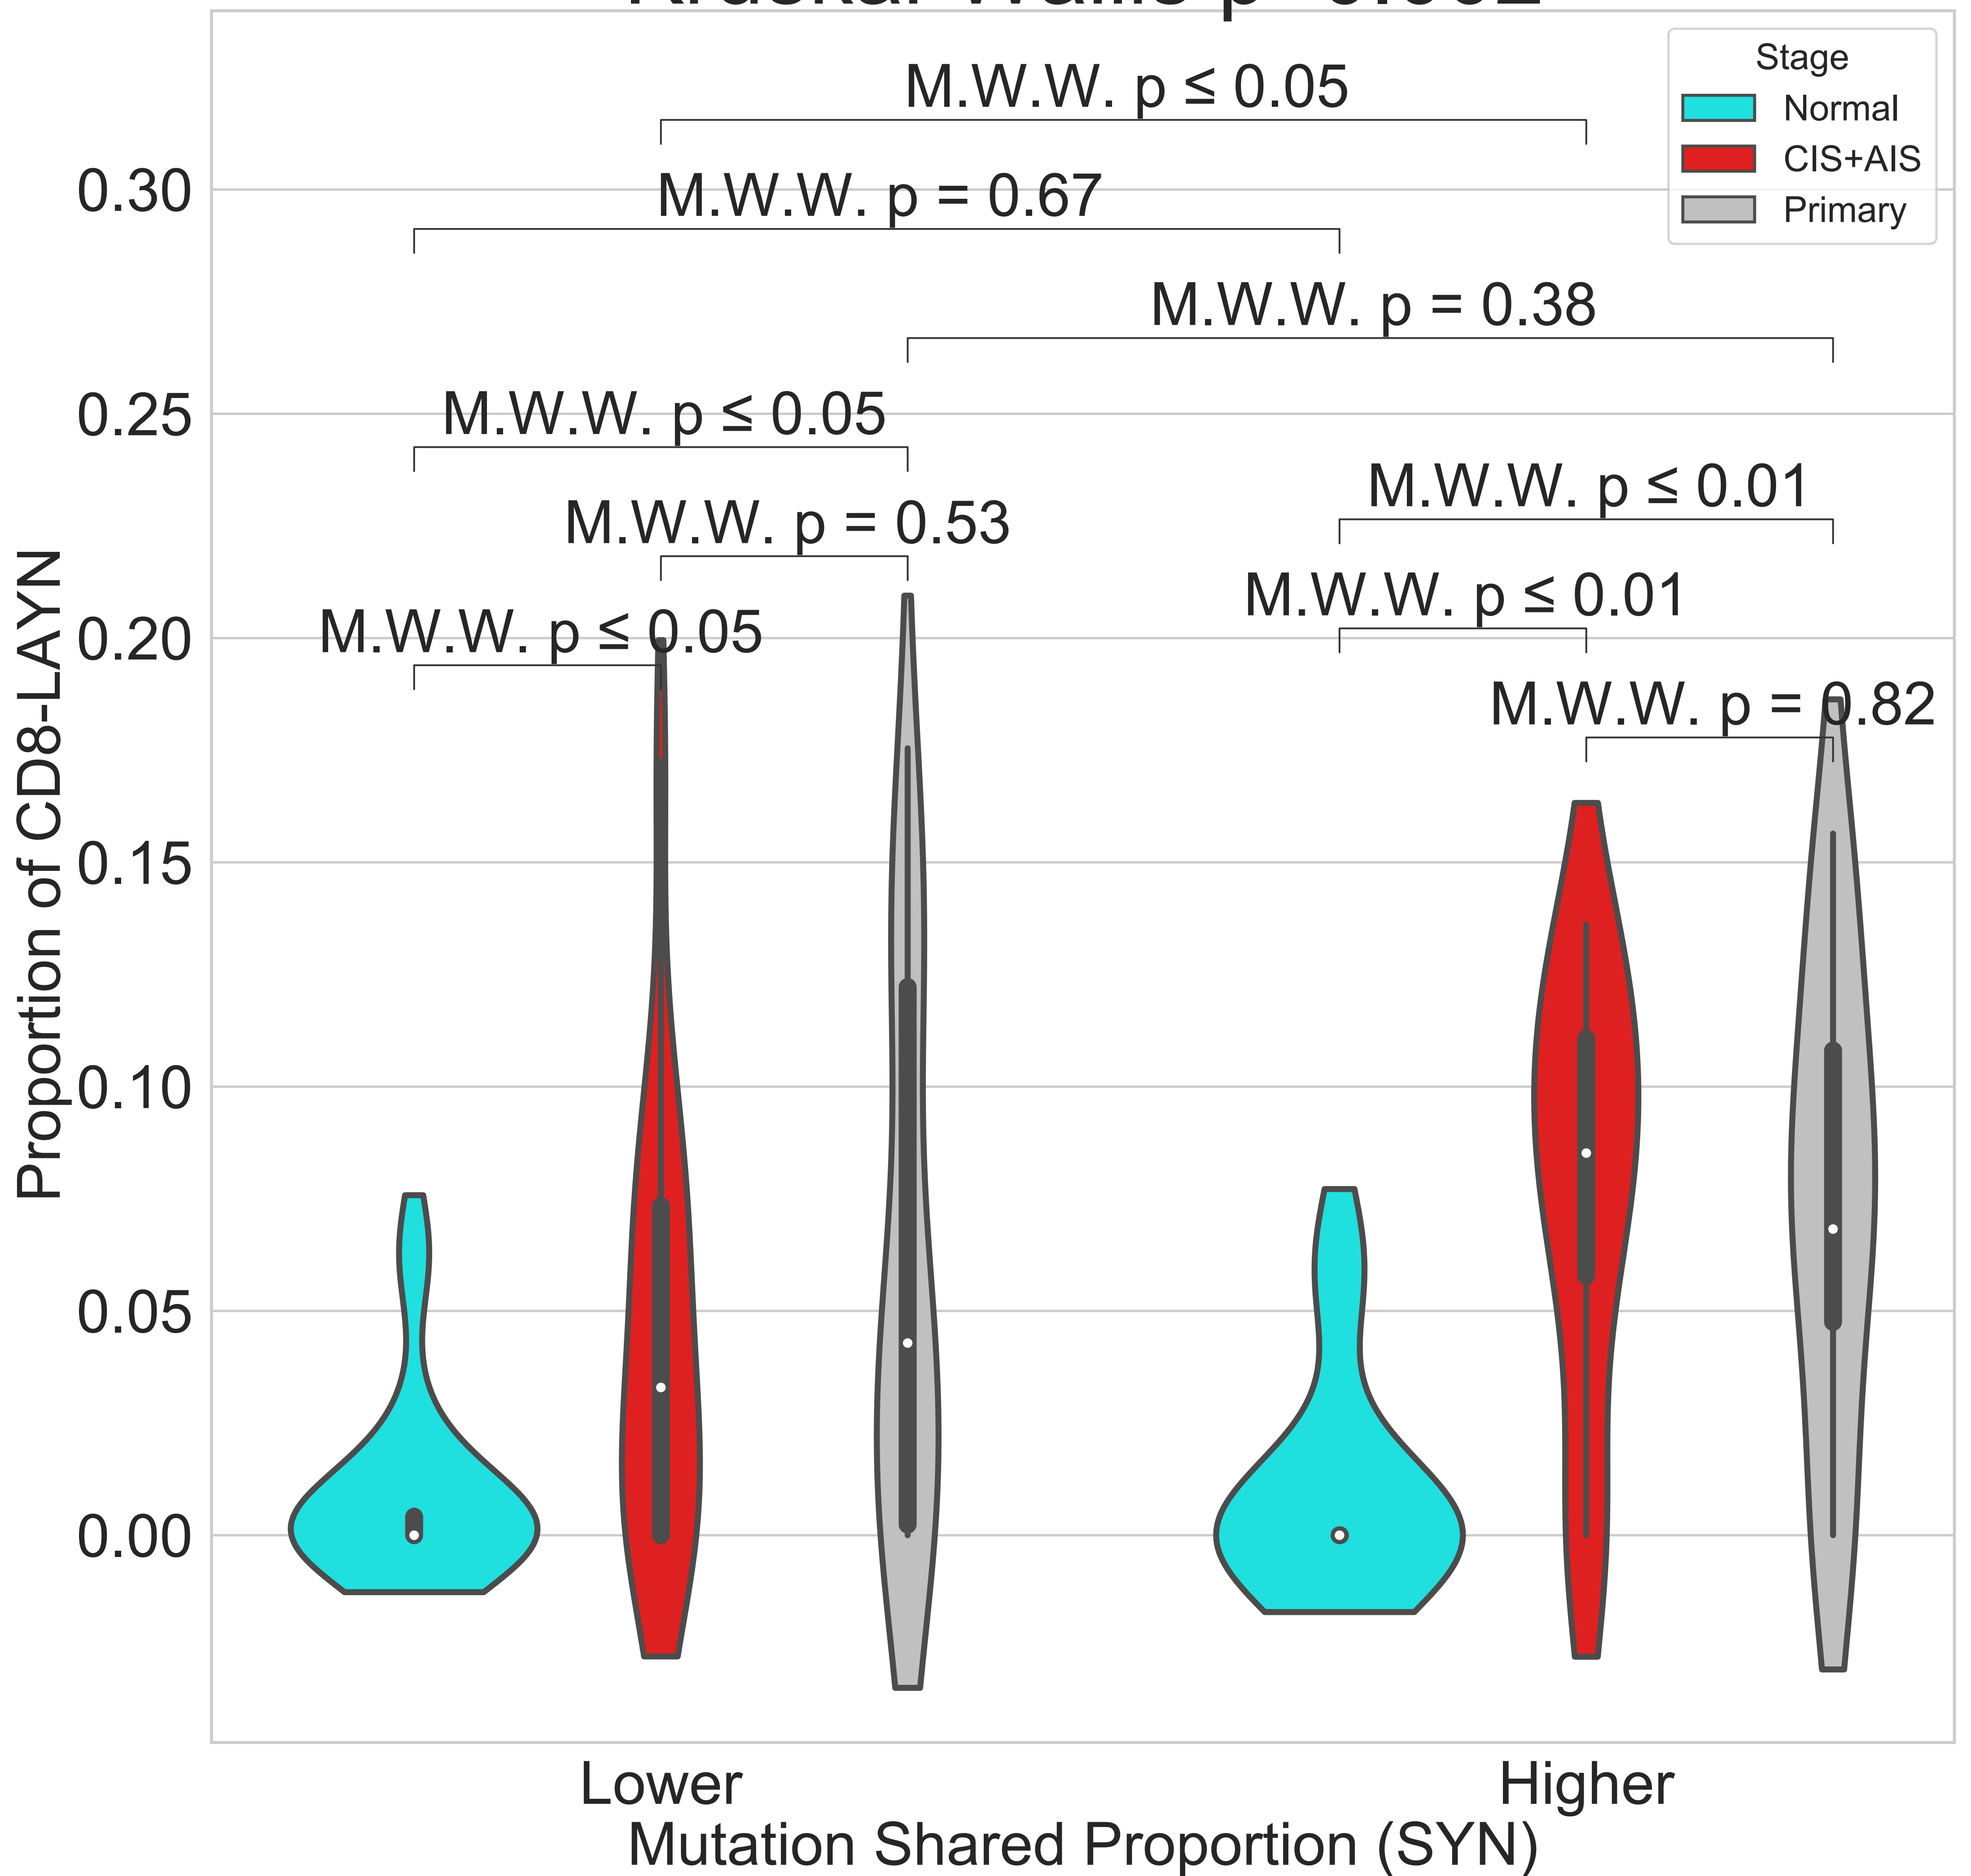 Stage
Normal
CIS+AIS
Primary
M.W.W. p ≤ 0.05
M.W.W. p = 0.67
M.W.W. p = 0.38
M.W.W. p ≤ 0.05
M.W.W. p ≤ 0.01
M.W.W. p = 0.53
M.W.W. p ≤ 0.01
M.W.W. p ≤ 0.05
M.W.W. p = 0.82
0.30
0.25
0.20
0.15
0.10
0.05
0.00
Proportion of CD8-LAYN
Lower
Higher
Mutation Shared Proportion (SYN)